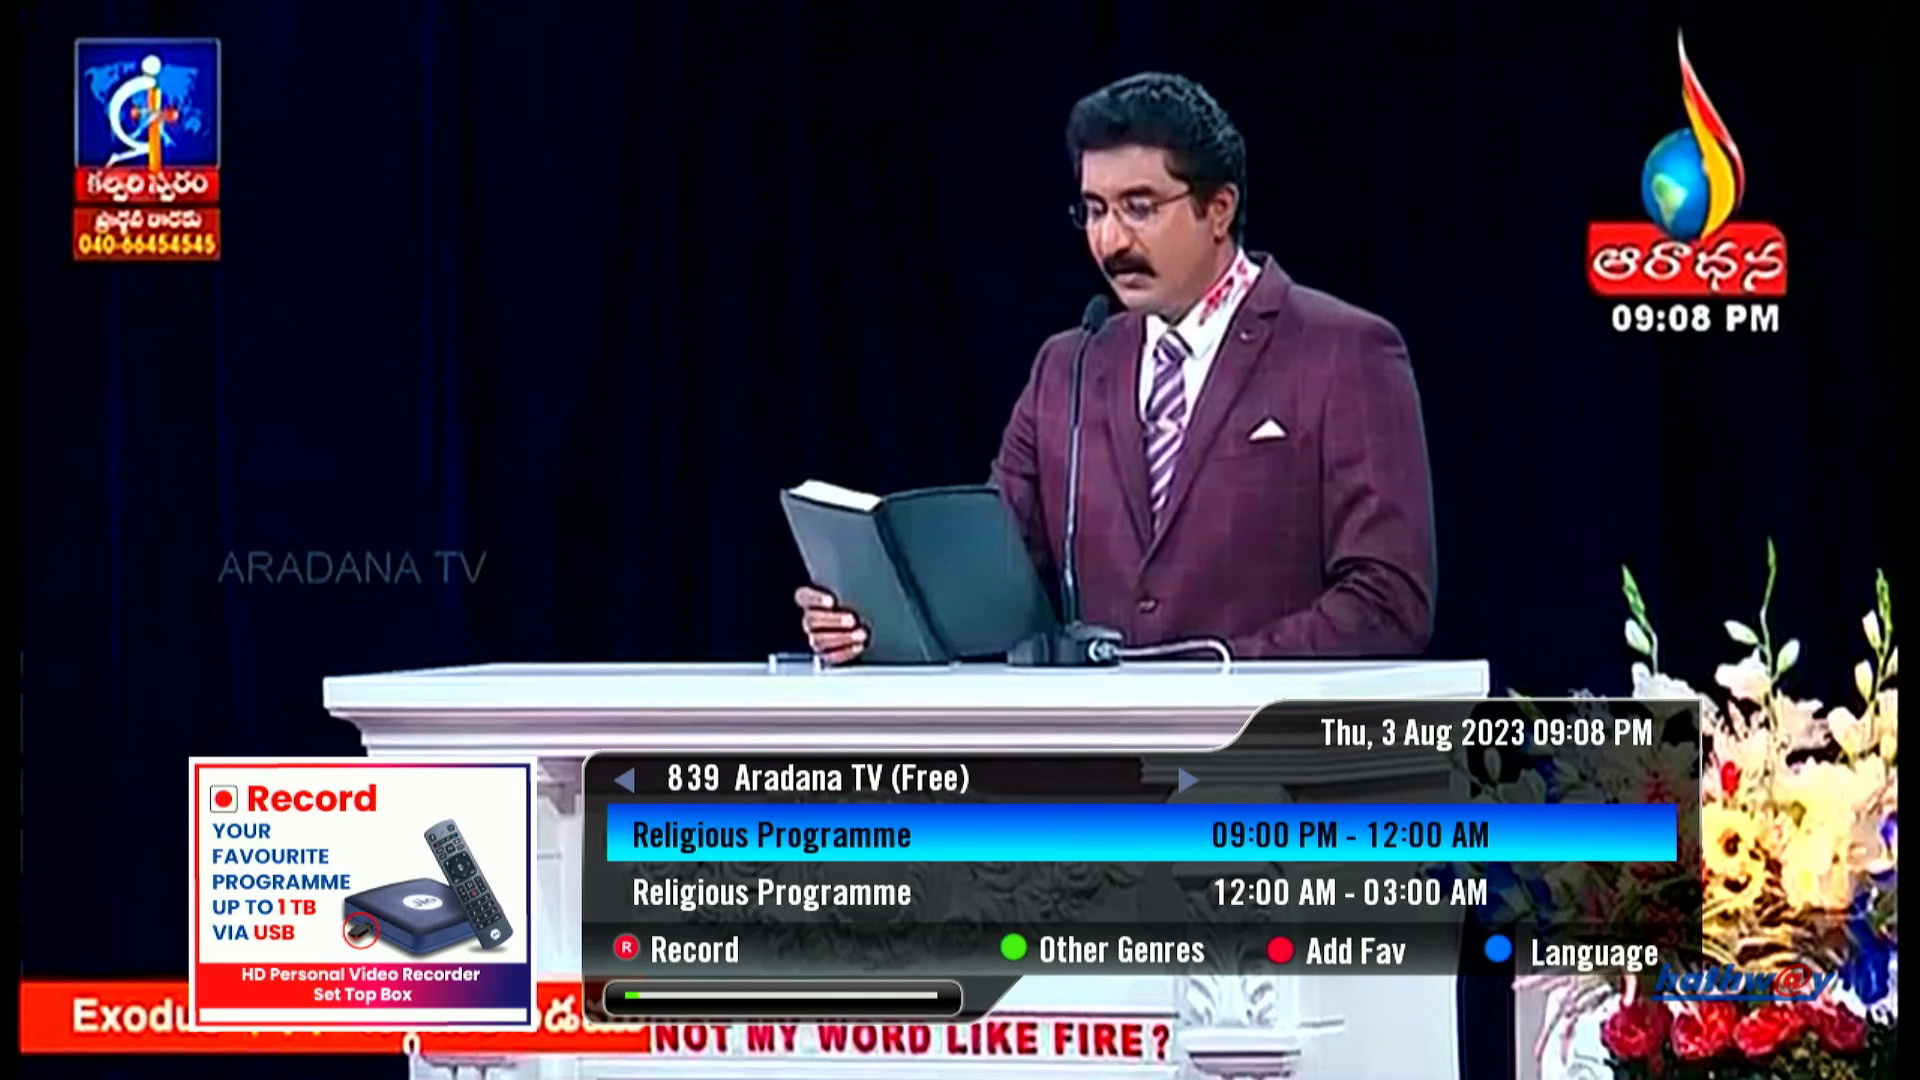 కల్వరి స్వరం
ప్రార్థన కొరకు
040-66454545
ఆరాధన
09:08 PM
ARADANA TV
Thu, 3 Aug 2023 09:08 PM
839 Aradana TV (Free)
Religious Programme 09:00 PM - 12:00 AM
Religious Programme 12:00 AM - 03:00 AM
R Record Other Genres Add Fav Language
Record
YOUR
FAVOURITE
PROGRAMME
UP TO 1 TB
VIA USB
Jio
HD Personal Video Recorder
Set Top Box
hathw@y
NOT MY WORD LIKE FIRE?